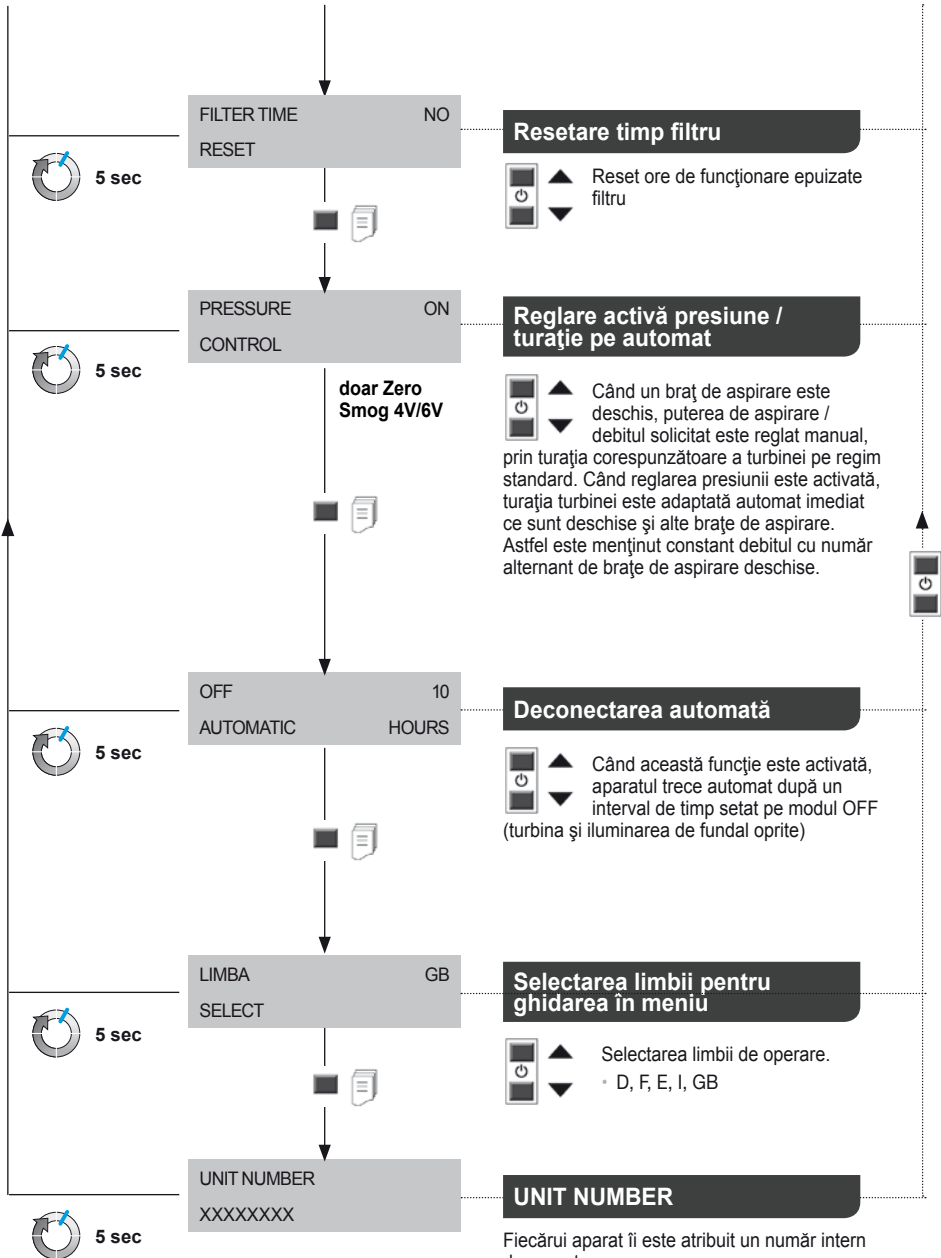 FILTER TIME NO
RESET
5 sec
Resetare timp filtru
Reset ore de funcţionare epuizate
filtru
PRESSURE ON
CONTROL
5 sec
doar Zero
Smog 4V/6V
Reglare activă presiune /
turaţie pe automat
Când un braţ de aspirare este
deschis, puterea de aspirare /
debitul solicitat este reglat manual,
prin turaţia corespunzătoare a turbinei pe regim
standard. Când reglarea presiunii este activată,
turaţia turbinei este adaptată automat imediat
ce sunt deschise şi alte braţe de aspirare.
Astfel este menţinut constant debitul cu număr
alternant de braţe de aspirare deschise.
OFF 10
AUTOMATIC HOURS
5 sec
Deconectarea automată
Când această funcţie este activată,
aparatul trece automat după un
interval de timp setat pe modul OFF
(turbina şi iluminarea de fundal oprite)
LIMBA GB
SELECT
5 sec
Selectarea limbii pentru
ghidarea în meniu
Selectarea limbii de operare.
• D, F, E, I, GB
UNIT NUMBER
XXXXXXXX
5 sec
UNIT NUMBER
Fiecărui aparat îi este atribuit un număr intern